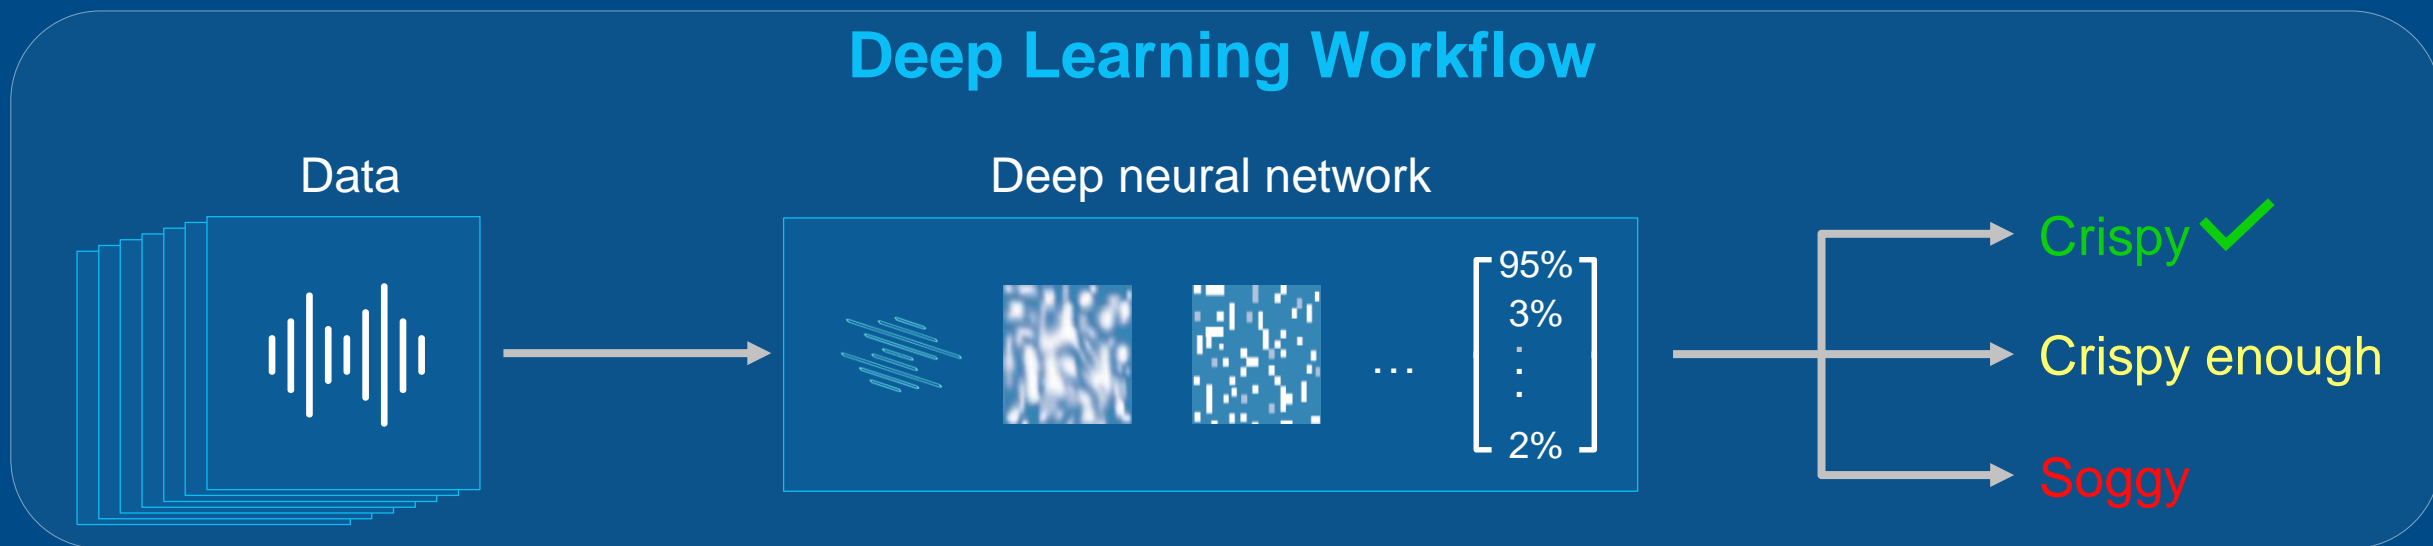 Deep Learning Workflow
Data
Deep neural network
95%
3%
.
.
.
2%
...
Crispy
Crispy enough
Soggy